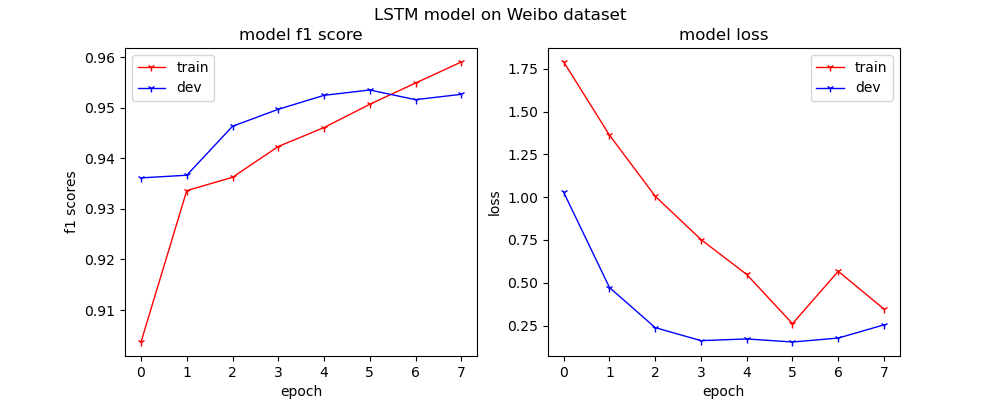 LSTM model on Weibo dataset
model f1 score
train
dev
0.96
0.95
0.94
0.93
0.92
0.91
f1 scores
0 1 2 3 4 5 6 7
epoch
model loss
train
dev
1.75
1.50
1.25
1.00
0.75
0.50
0.25
loss
0 1 2 3 4 5 6 7
epoch